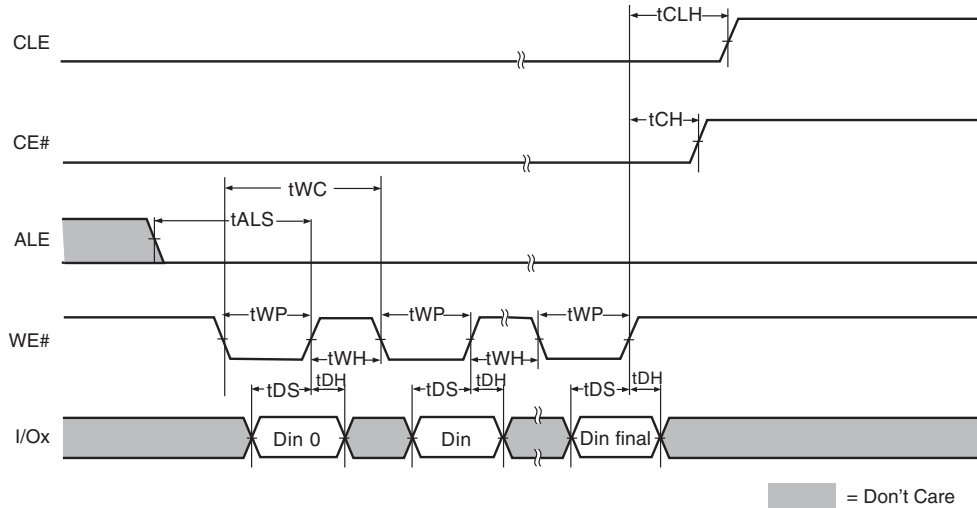 tCLH
CLE
tCH
CE#
tWC
tALS
ALE
tWP
tWP
tWP
WE#
tWH
tWH
tDS
tDH
tDS
tDH
tDS
tDH
I/Ox
Din 0
Din
Din final
= Don't Care